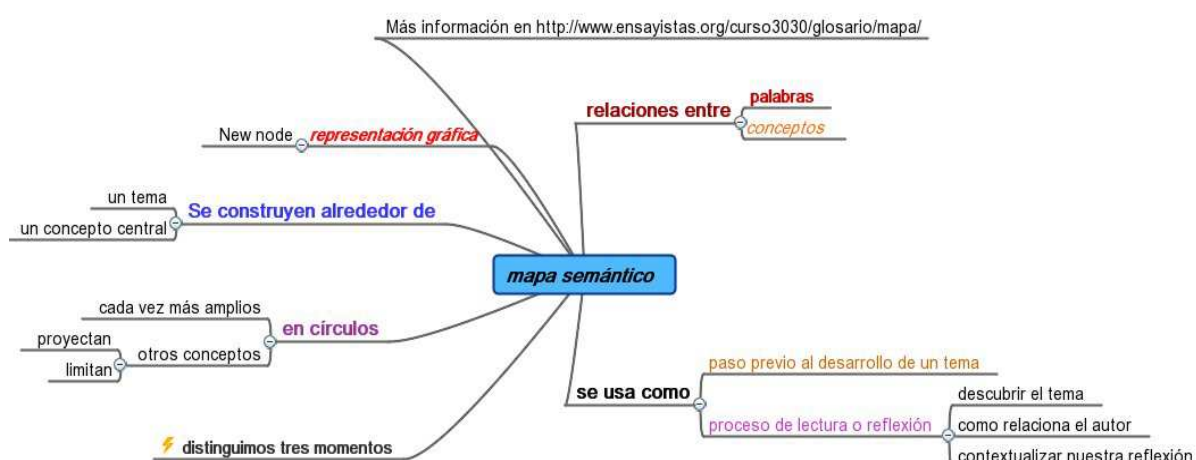 Más información en http://www.ensayistas.org/curso3030/glosario/mapa/
relaciones entre
palabras
conceptos
New node
representación gráfica
un tema
un concepto central
Se construyen alrededor de
mapa semántico
cada vez más amplios
proyectan
limitan
otros conceptos
en círculos
se usa como
paso previo al desarrollo de un tema
proceso de lectura o reflexión
descubrir el tema
como relaciona el autor
contextualizar nuestra reflexión
distinguimos tres momentos